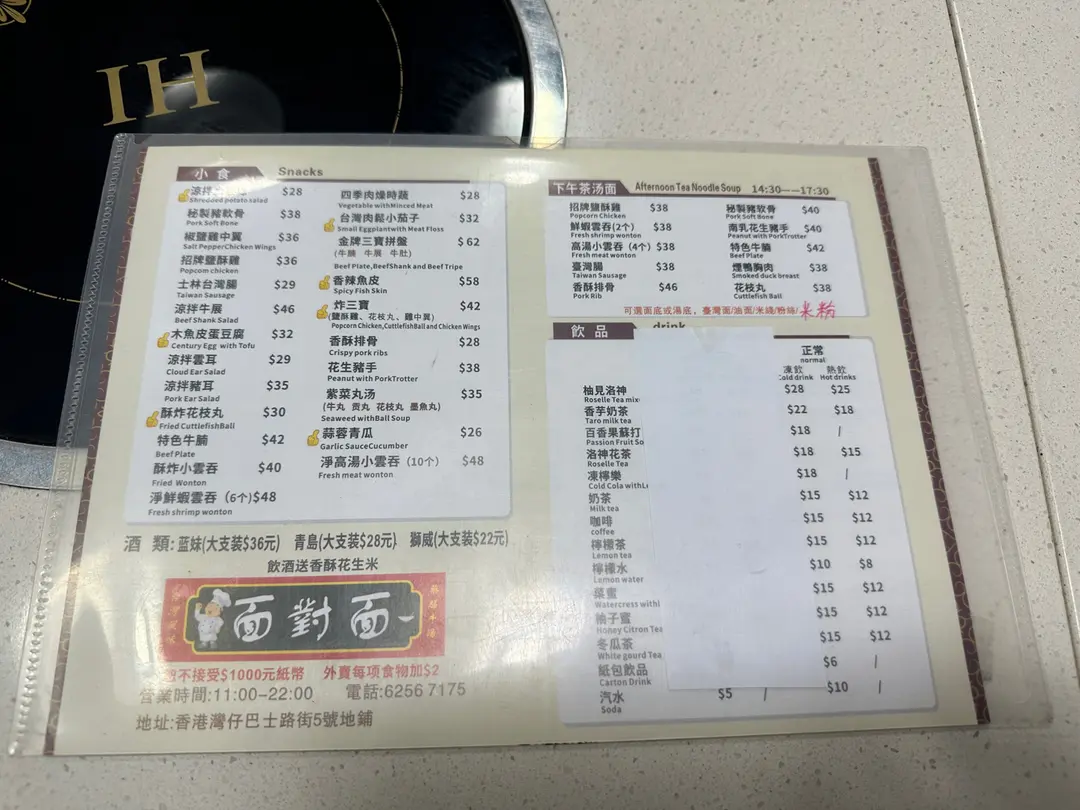 HI
小食 Snacks
涼拌 $28
Shredded potato salad
秘製豬軟骨 $38
Pork Soft Bone
椒鹽雞中翼 $36
Salt PepperChicken Wings
招牌鹽酥雞 $36
Popcorn chicken
士林台灣腸 $29
Taiwan Sausage
涼拌牛展 $46
Beef Shank Salad
木魚皮蛋豆腐 $32
Century Egg with Tofu
涼拌雲耳 $29
Cloud Ear Salad
涼拌豬耳 $35
Pork Ear Salad
酥炸花枝丸 $30
Fried CuttlefishBall
特色牛腩 $42
Beef Plate
酥炸小雲吞 $40
Fried Wonton
淨鮮蝦雲吞（6个)$48
Fresh shrimp wonton
四季肉燥時蔬 $28
Vegetable withMinced Meat
台灣肉鬆小茄子 $32
Small Eggplantwith Meat Floss
金牌三寶拼盤 $62
(牛腩 牛展 牛肚)
Beef Plate,BeefShank and Beef Tripe
香辣魚皮 $58
Spicy Fish Skin
炸三寶 $42
(鹽酥雞、花枝丸、雞中翼)
Popcorn Chicken,CuttlefishBall and Chicken Wings
香酥排骨 $28
Crispy pork ribs
花生豬手 $38
Peanut with PorkTrotter
紫菜丸汤 $35
(牛丸 贡丸 花枝丸 墨魚丸)
Seaweed withBall Soup
蒜蓉青瓜 $26
Garlic SauceCucumber
淨高湯小雲吞（10个） $48
Fresh meat wonton
酒 類:蓝妹(大支装$36元) 青島(大支装$28元) 獅威(大支装$22元)
飲酒送香酥花生米
面對面
不接受$1000元紙幣 外賣每项食物加$2
营業時間:11:00-22:00 電話:6256 7175
地址:香港灣仔巴士路街5號地鋪
下午茶汤面 Afternoon Tea Noodle Soup 14:30——17:30
招牌鹽酥雞 $38
Popcorn Chicken
鮮蝦雲吞(2个) $38
Fresh shrimp wonton
高湯小雲吞（4个）$38
Fresh meat wonton
臺灣腸 $38
Taiwan Sausage
香酥排骨 $46
Pork Rib
秘製豬軟骨 $40
Pork Soft Bone
南乳花生豬手 $40
Peanut with PorkTrotter
特色牛腩 $42
Beef Plate
煙鴨胸肉 $38
Smoked duck breast
花枝丸 $38
CuttlefishBall
可選面底或湯底，臺灣面/油面/米綫/粉絲/米粉
飲品 drink
正常
normal
凍飲 熱飲
Cold drink Hot drinks
柚見洛神 $28 $25
Roselle Tea mix
香芋奶茶 $22 $18
Taro milk tea
百香果蘇打 $18 /
Passion Fruit So
洛神花茶 $18 $15
Roselle Tea
凍檸樂 $18 /
Cold Cola withL
奶茶 $15 $12
Milk tea
咖啡 $15 $12
coffee
檸檬茶 $15 $12
Lemon tea
檸檬水 $10 $8
Lemon water
蜜 $15 $12
Watercress withl
柚子蜜 $15 $12
Honey Citron Tea
冬瓜茶 $15 $12
White gourd Tea
紙包飲品 $6 /
Carton Drink
汽水 $5 / $10 /
Soda